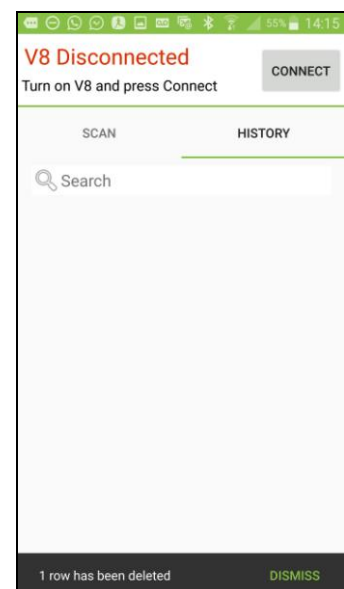 55% 14:15
V8 Disconnected
Turn on V8 and press Connect
CONNECT
SCAN HISTORY
Search
1 row has been deleted DISMISS